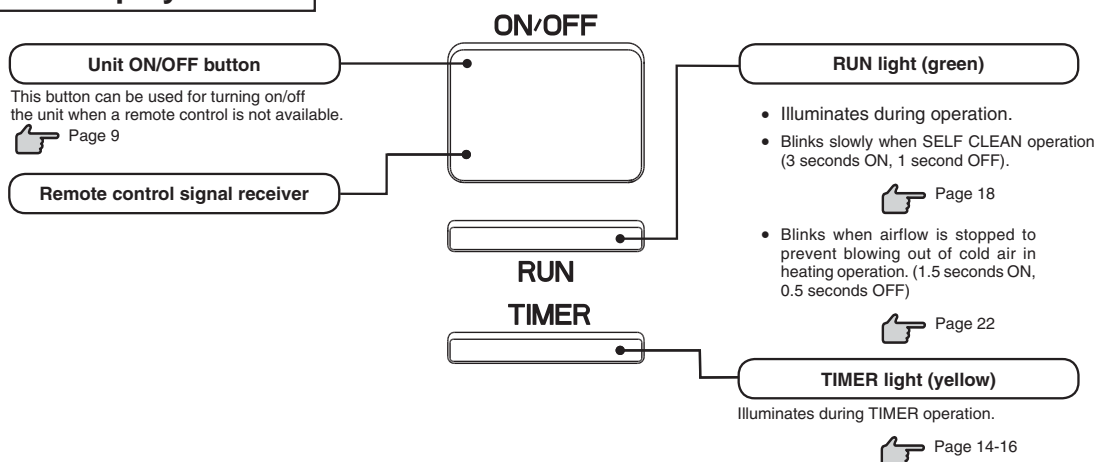 ON/OFF
Unit ON/OFF button
This button can be used for turning on/off
the unit when a remote control is not available.
Page 9
Remote control signal receiver
RUN
TIMER
RUN light (green)
• Illuminates during operation.
• Blinks slowly when SELF CLEAN operation
(3 seconds ON, 1 second OFF).
Page 18
• Blinks when airflow is stopped to
prevent blowing out of cold air in
heating operation. (1.5 seconds ON,
0.5 seconds OFF)
Page 22
TIMER light (yellow)
Illuminates during TIMER operation.
Page 14-16